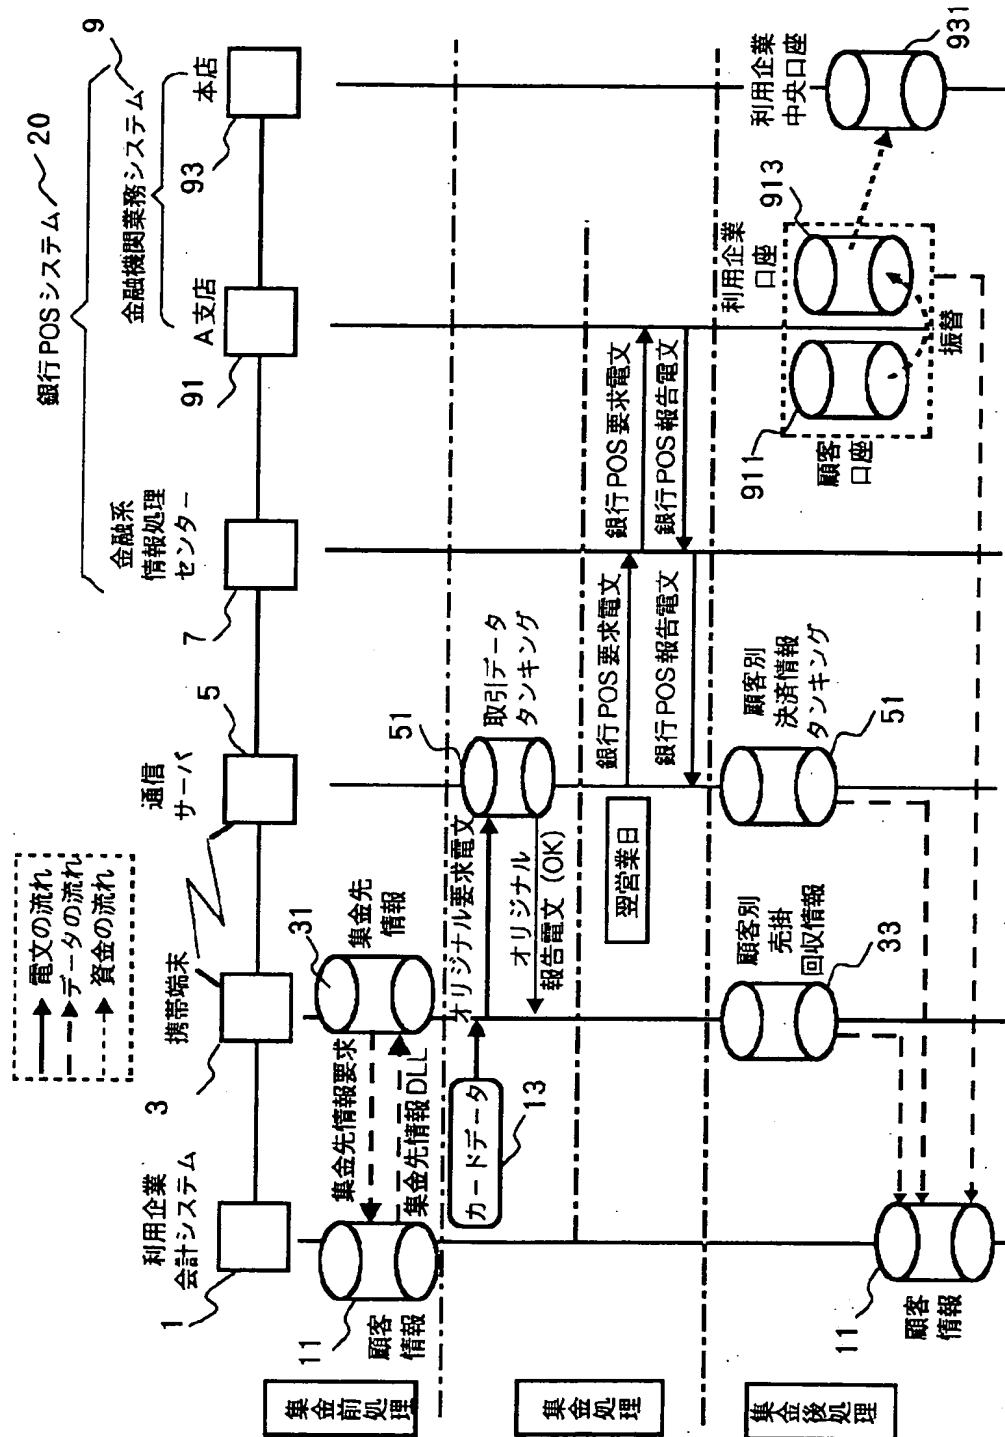 電文の流れ
データの流れ
資金の流れ
銀行POSシステム 20
金融機関業務システム 9
利用企業
会計システム
1
携帯端末
3
通信
サーバ
5
金融系
情報処理
センター
7
A支店
91
本店
93
集金前処理
顧客
情報
11
集金先情報要求
集金先情報DLL
31
集金先
情報
集金処理
カードデータ
13
オリジナル要求電文
オリジナル
報告電文 (OK)
51
取引データ
タンキング
翌営業日
銀行POS要求電文
銀行POS報告電文
銀行POS要求電文
銀行POS報告電文
集金後処理
11
顧客
情報
顧客別
売掛
回収情報
33
顧客別
決済情報
タンキング
51
911
顧客
口座
利用企業
口座
913
振替
利用企業
中央口座
931